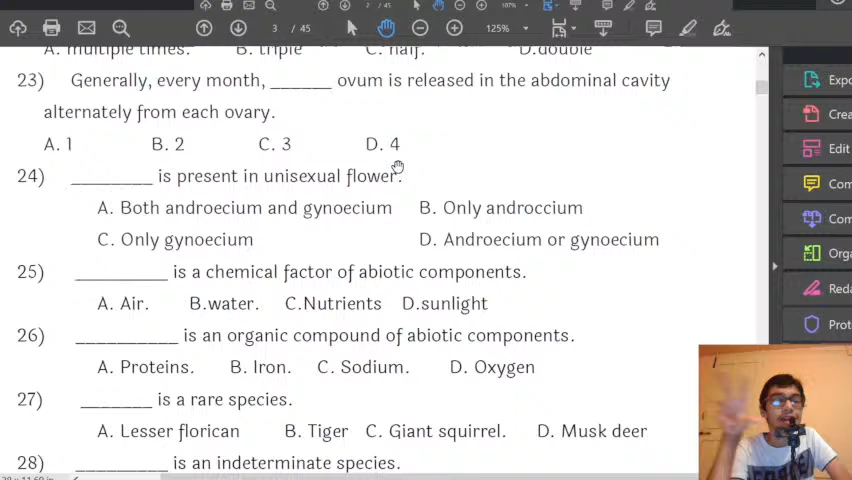 3 / 45
125%
A. multiple times. B. triple C. half. D.double
23) Generally, every month, ______ ovum is released in the abdominal cavity
alternately from each ovary.
A. 1 B. 2 C. 3 D. 4
24) ________ is present in unisexual flower.
A. Both androecium and gynoecium B. Only androccium
C. Only gynoecium D. Androecium or gynoecium
25) _________ is a chemical factor of abiotic components.
A. Air. B.water. C.Nutrients D.sunlight
26) __________ is an organic compound of abiotic components.
A. Proteins. B. Iron. C. Sodium. D. Oxygen
27) _______ is a rare species.
A. Lesser florican B. Tiger C. Giant squirrel. D. Musk deer
28) _________ is an indeterminate species.
Expo
Crea
Edit
Com
Com
Orga
Reda
Prot